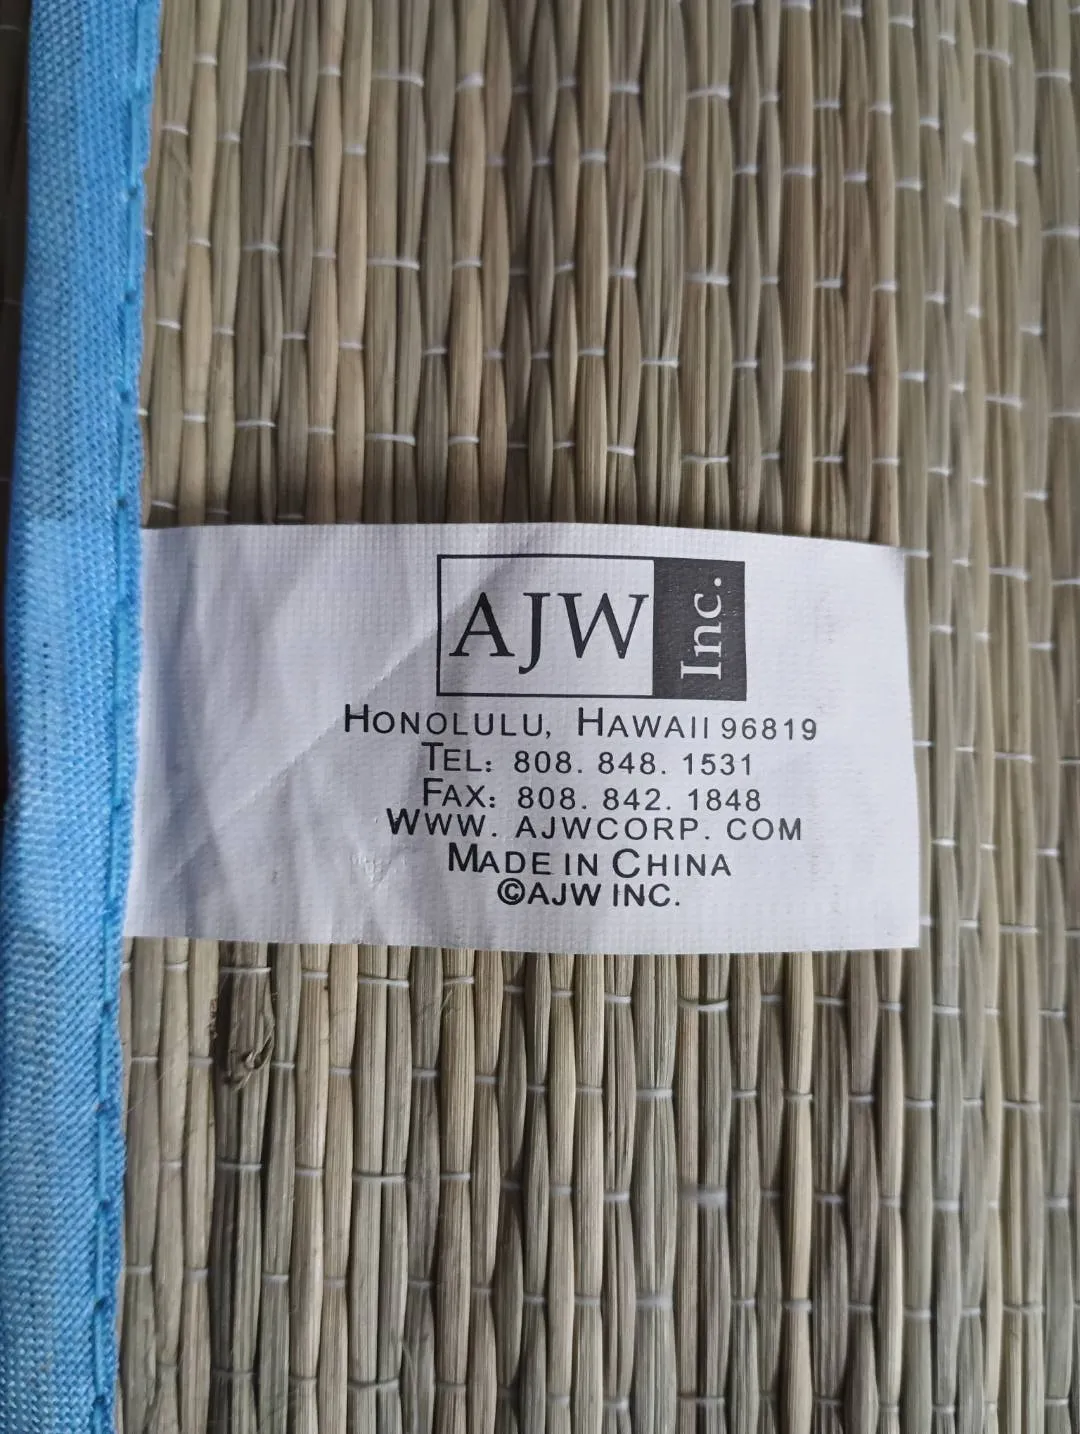 AJW Inc.
HONOLULU, HAWAII 96819
TEL: 808. 848. 1531
FAX: 808. 842. 1848
WWW. AJWCORP. COM
MADE IN CHINA
©AJW INC.